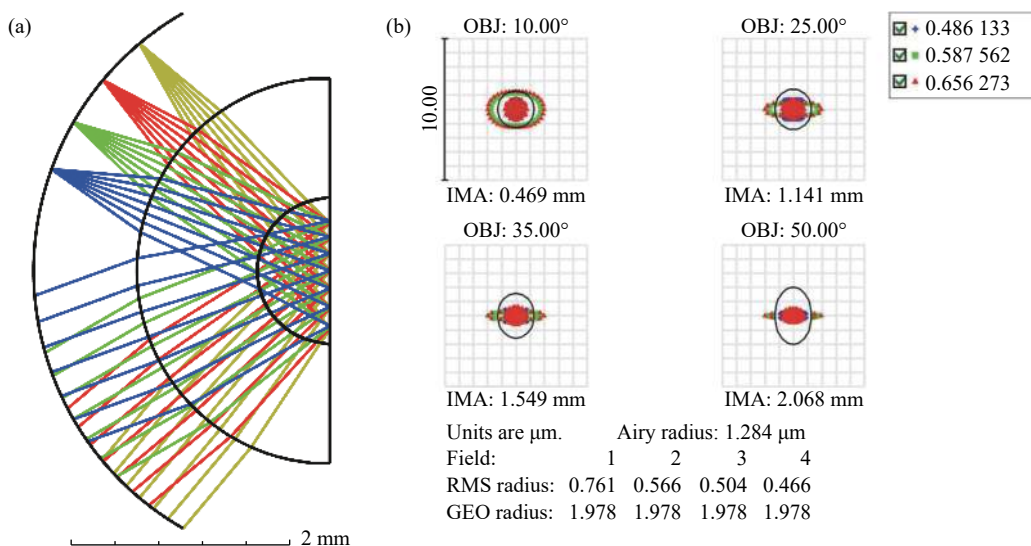 (a)
2 mm
(b)
OBJ: 10.00°
OBJ: 25.00°
10.00
IMA: 0.469 mm
IMA: 1.141 mm
OBJ: 35.00°
OBJ: 50.00°
IMA: 1.549 mm
IMA: 2.068 mm
Units are μm. Airy radius: 1.284 μm
Field: 1 2 3 4
RMS radius: 0.761 0.566 0.504 0.466
GEO radius: 1.978 1.978 1.978 1.978
0.486 133
0.587 562
0.656 273